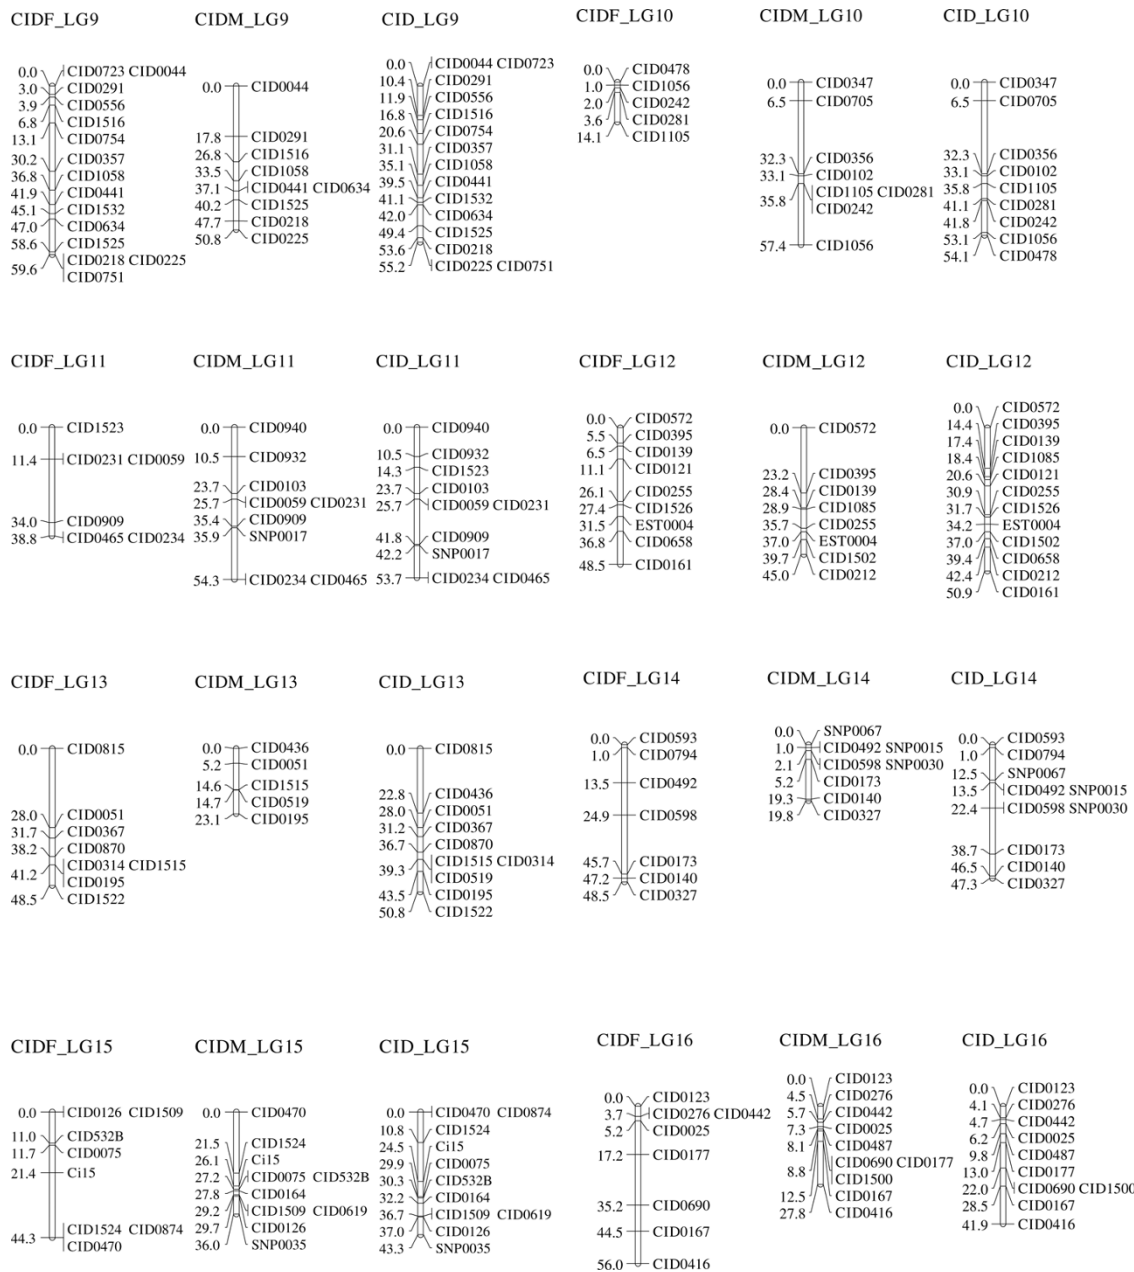 CIDF_LG9
0.0 CID0723 CID0044
3.0 CID0291
3.9 CID0556
6.8 CID1516
13.1 CID0754
30.2 CID0357
36.8 CID1058
41.9 CID0441
45.1 CID1532
47.0 CID0634
58.6 CID1525
59.6 CID0218 CID0225
CID0751
CIDM_LG9
0.0 CID0044
17.8 CID0291
26.8 CID1516
33.5 CID1058
37.1 CID0441 CID0634
40.2 CID1525
47.7 CID0218
50.8 CID0225
CID_LG9
0.0 CID0044 CID0723
10.4 CID0291
11.9 CID0556
16.8 CID1516
20.6 CID0754
31.1 CID0357
35.1 CID1058
39.5 CID0441
41.1 CID1532
42.0 CID0634
49.4 CID1525
53.6 CID0218
55.2 CID0225 CID0751
CIDF_LG10
0.0 CID0478
1.0 CID1056
2.0 CID0242
3.6 CID0281
14.1 CID1105
CIDM_LG10
0.0 CID0347
6.5 CID0705
32.3 CID0356
33.1 CID0102
35.8 CID1105 CID0281
CID0242
57.4 CID1056
CID_LG10
0.0 CID0347
6.5 CID0705
32.3 CID0356
33.1 CID0102
35.8 CID1105
41.1 CID0281
41.8 CID0242
53.1 CID1056
54.1 CID0478
CIDF_LG11
0.0 CID1523
11.4 CID0231 CID0059
34.0 CID0909
38.8 CID0465 CID0234
CIDM_LG11
0.0 CID0940
10.5 CID0932
23.7 CID0103
25.7 CID0059 CID0231
35.4 CID0909
35.9 SNP0017
54.3 CID0234 CID0465
CID_LG11
0.0 CID0940
10.5 CID0932
14.3 CID1523
23.7 CID0103
25.7 CID0059 CID0231
41.8 CID0909
42.2 SNP0017
53.7 CID0234 CID0465
CIDF_LG12
0.0 CID0572
5.5 CID0395
6.5 CID0139
11.1 CID0121
26.1 CID0255
27.4 CID1526
31.5 EST0004
36.8 CID0658
48.5 CID0161
CIDM_LG12
0.0 CID0572
23.2 CID0395
28.4 CID0139
28.9 CID1085
35.7 CID0255
37.0 EST0004
39.7 CID1502
45.0 CID0212
CID_LG12
0.0 CID0572
14.4 CID0395
17.4 CID0139
18.4 CID1085
20.6 CID0121
30.9 CID0255
31.7 CID1526
34.2 EST0004
37.0 CID1502
39.4 CID0658
42.4 CID0212
50.9 CID0161
CIDF_LG13
0.0 CID0815
28.0 CID0051
31.7 CID0367
38.2 CID0870
41.2 CID0314 CID1515
CID0195
48.5 CID1522
CIDM_LG13
0.0 CID0436
5.2 CID0051
14.6 CID1515
14.7 CID0519
23.1 CID0195
CID_LG13
0.0 CID0815
22.8 CID0436
28.0 CID0051
31.2 CID0367
36.7 CID0870
39.3 CID1515 CID0314
CID0519
43.5 CID0195
50.8 CID1522
CIDF_LG14
0.0 CID0593
1.0 CID0794
13.5 CID0492
24.9 CID0598
45.7 CID0173
47.2 CID0140
48.5 CID0327
CIDM_LG14
0.0 SNP0067
1.0 CID0492 SNP0015
2.1 CID0598 SNP0030
5.2 CID0173
19.3 CID0140
19.8 CID0327
CID_LG14
0.0 CID0593
1.0 CID0794
12.5 SNP0067
13.5 CID0492 SNP0015
22.4 CID0598 SNP0030
38.7 CID0173
46.5 CID0140
47.3 CID0327
CIDF_LG15
0.0 CID0126 CID1509
11.0 CID532B
11.7 CID0075
21.4 Ci15
44.3 CID1524 CID0874
CID0470
CIDM_LG15
0.0 CID0470
21.5 CID1524
26.1 Ci15
27.2 CID0075 CID532B
27.8 CID0164
29.2 CID1509 CID0619
29.7 CID0126
36.0 SNP0035
CID_LG15
0.0 CID0470 CID0874
10.8 CID1524
24.5 Ci15
29.9 CID0075
30.3 CID532B
32.2 CID0164
36.7 CID1509 CID0619
37.0 CID0126
43.3 SNP0035
CIDF_LG16
0.0 CID0123
3.7 CID0276 CID0442
5.2 CID0025
17.2 CID0177
35.2 CID0690
44.5 CID0167
56.0 CID0416
CIDM_LG16
0.0 CID0123
4.5 CID0276
5.7 CID0442
7.3 CID0025
8.1 CID0487
8.8 CID0690 CID0177
CID1500
12.5 CID0167
27.8 CID0416
CID_LG16
0.0 CID0123
4.1 CID0276
4.7 CID0442
6.2 CID0025
9.8 CID0487
13.0 CID0177
22.0 CID0690 CID1500
28.5 CID0167
41.9 CID0416